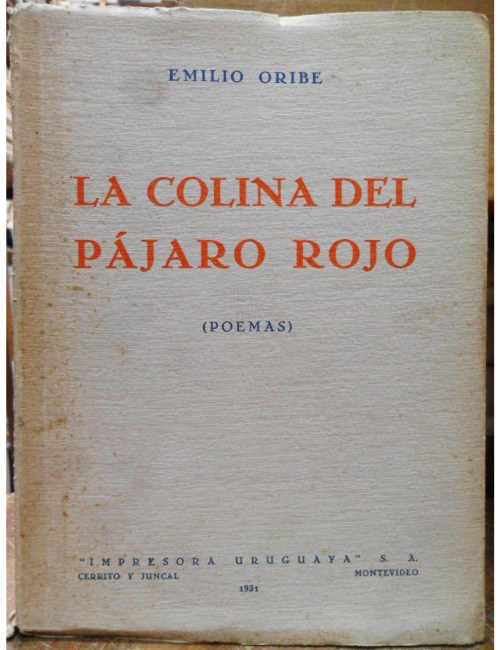 EMILIO ORIBE
LA COLINA DEL
PÁJARO ROJO
(POEMAS)
"IMPRESORA URUGUAYA" S. A.
CERRITO Y JUNCAL MONTEVIDEO
1931